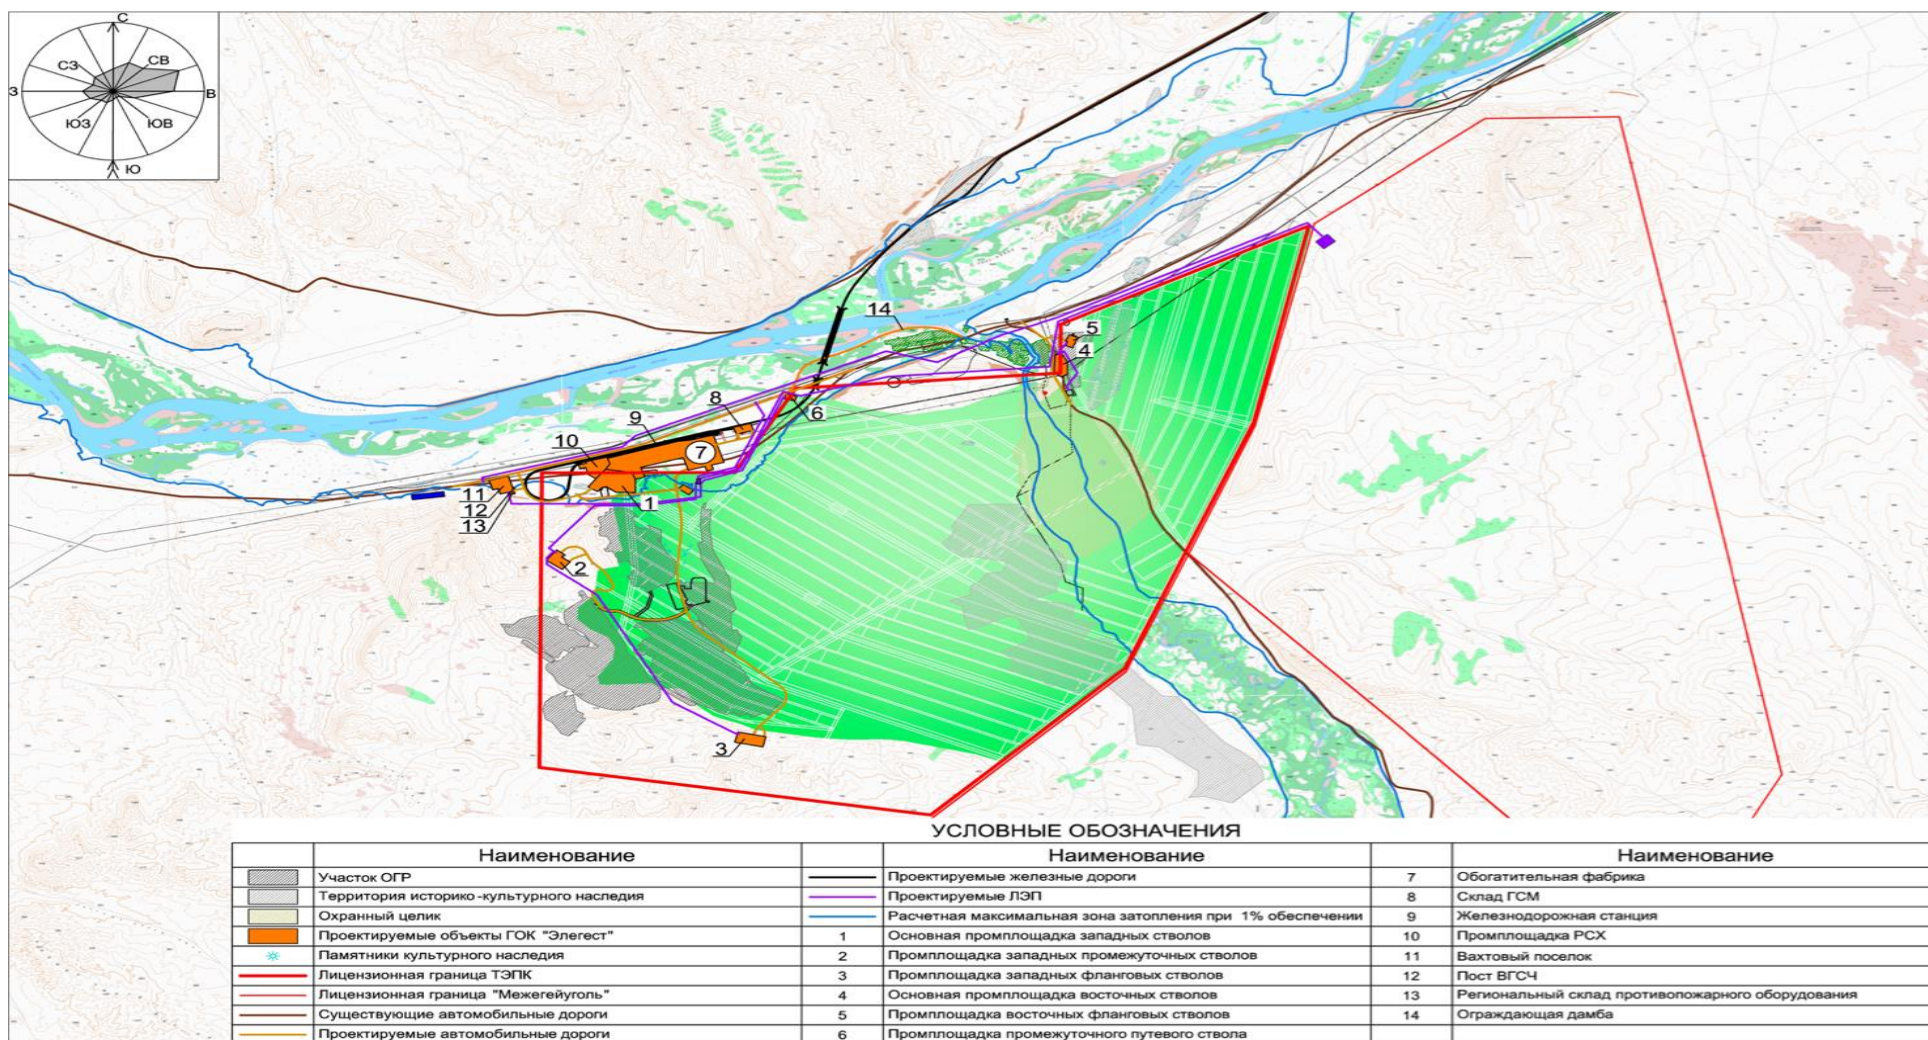 С
СЗ
СВ
З
В
ЮЗ
ЮВ
Ю
14
5
4
8
6
9
10
7
11
1
12
13
2
3
УСЛОВНЫЕ ОБОЗНАЧЕНИЯ
Наименование
Участок ОГР
Территория историко-культурного наследия
Охранный целик
Проектируемые объекты ГОК "Элегест"
Памятники культурного наследия
Лицензионная граница ТЭПК
Лицензионная граница "Межегейуголь"
Существующие автомобильные дороги
Проектируемые автомобильные дороги
Наименование
Проектируемые железные дороги
Проектируемые ЛЭП
Расчетная максимальная зона затопления при 1% обеспечении
1 Основная промплощадка западных стволов
2 Промплощадка западных промежуточных стволов
3 Промплощадка западных фланговых стволов
4 Основная промплощадка восточных стволов
5 Промплощадка восточных фланговых стволов
6 Промплощадка промежуточного путевого ствола
Наименование
7 Обогатительная фабрика
8 Склад ГСМ
9 Железнодорожная станция
10 Промплощадка РСХ
11 Вахтовый поселок
12 Пост ВГСЧ
13 Региональный склад противопожарного оборудования
14 Ограждающая дамба